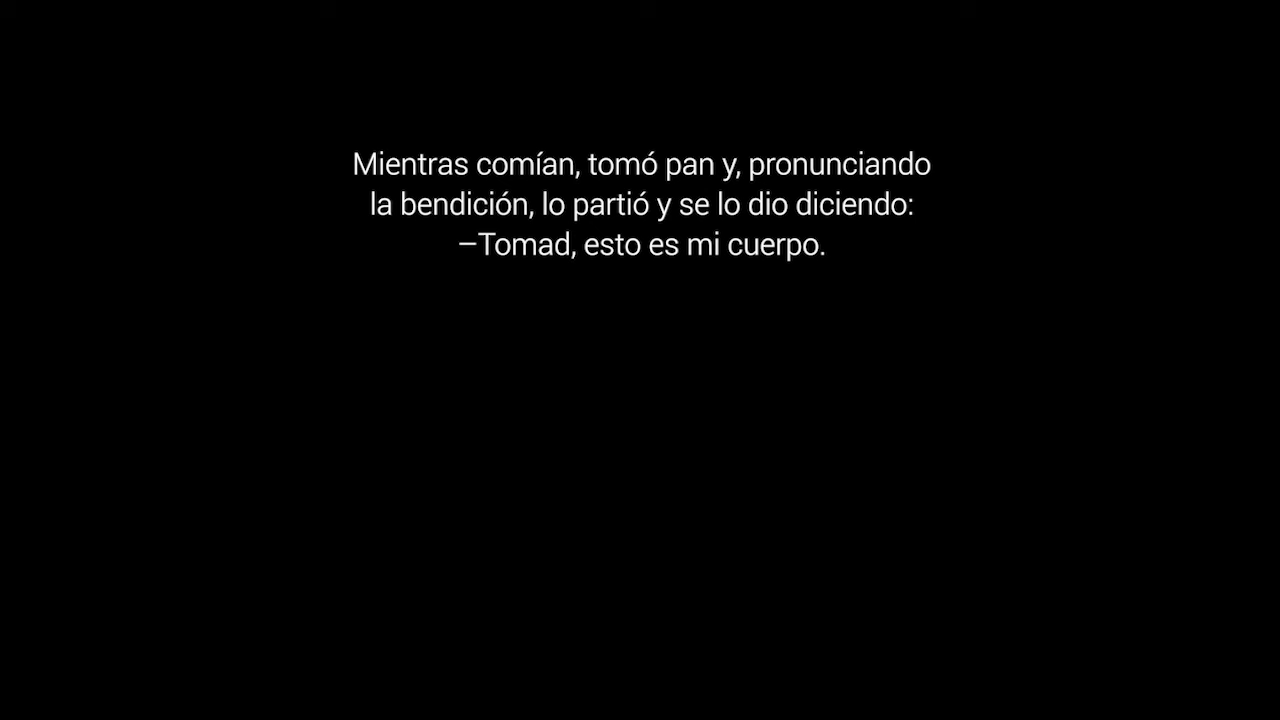 Mientras comían, tomó pan y, pronunciando
la bendición, lo partió y se lo dio diciendo:
–Tomad, esto es mi cuerpo.